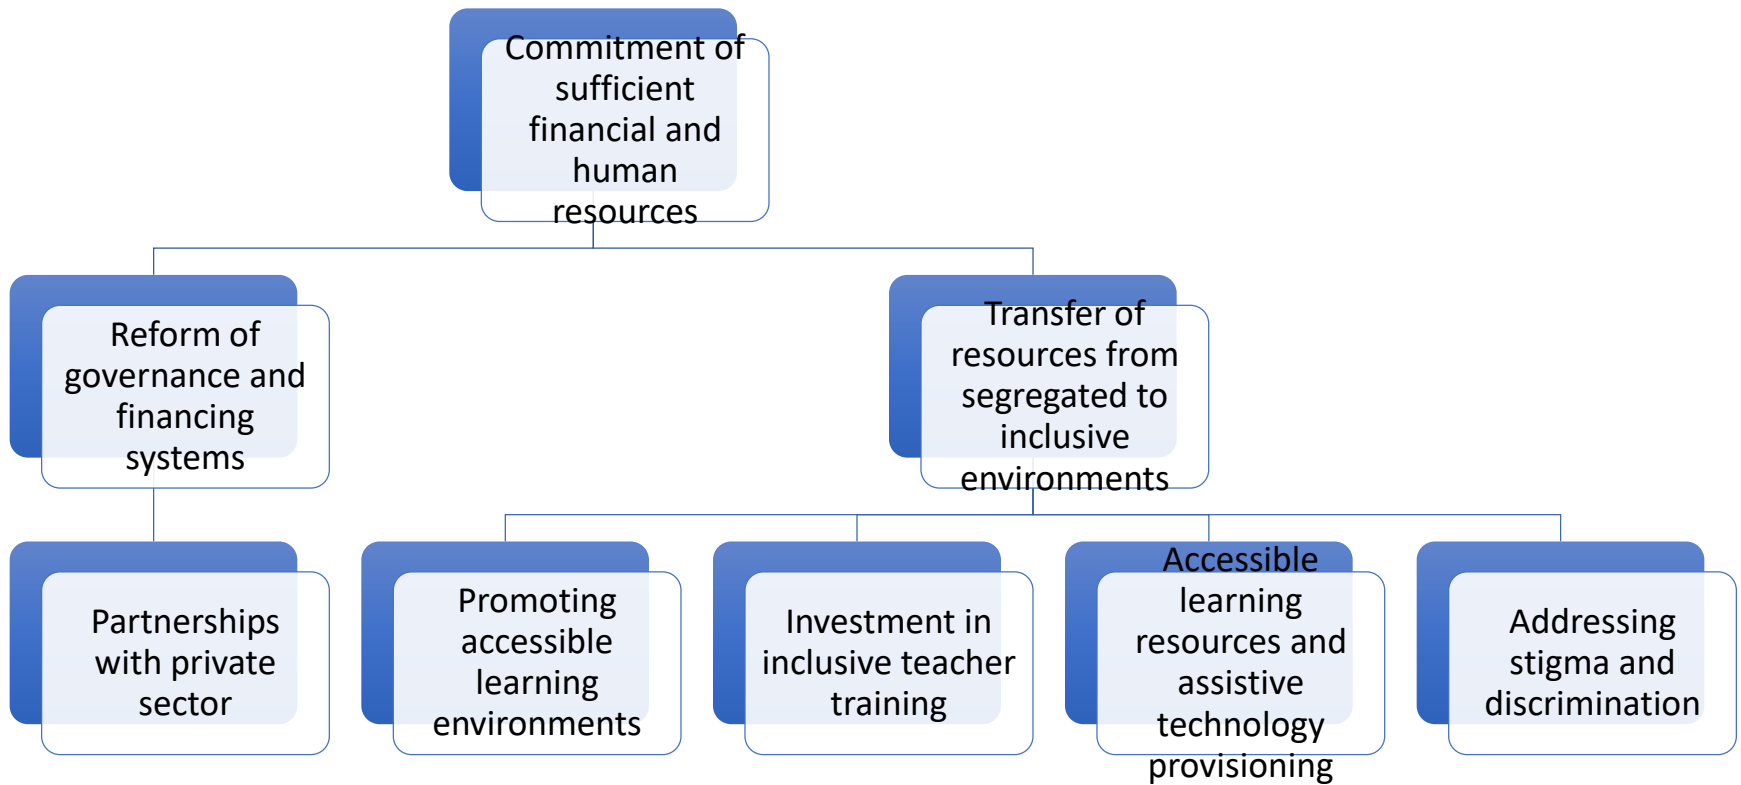 Commitment of
sufficient
financial and
human
resources
Reform of
governance and
financing
systems
Transfer of
resources from
segregated to
inclusive
environments
Partnerships
with private
sector
Promoting
accessible
learning
environments
Investment in
inclusive teacher
training
Accessible
learning
resources and
assistive
technology
provisioning
Addressing
stigma and
discrimination